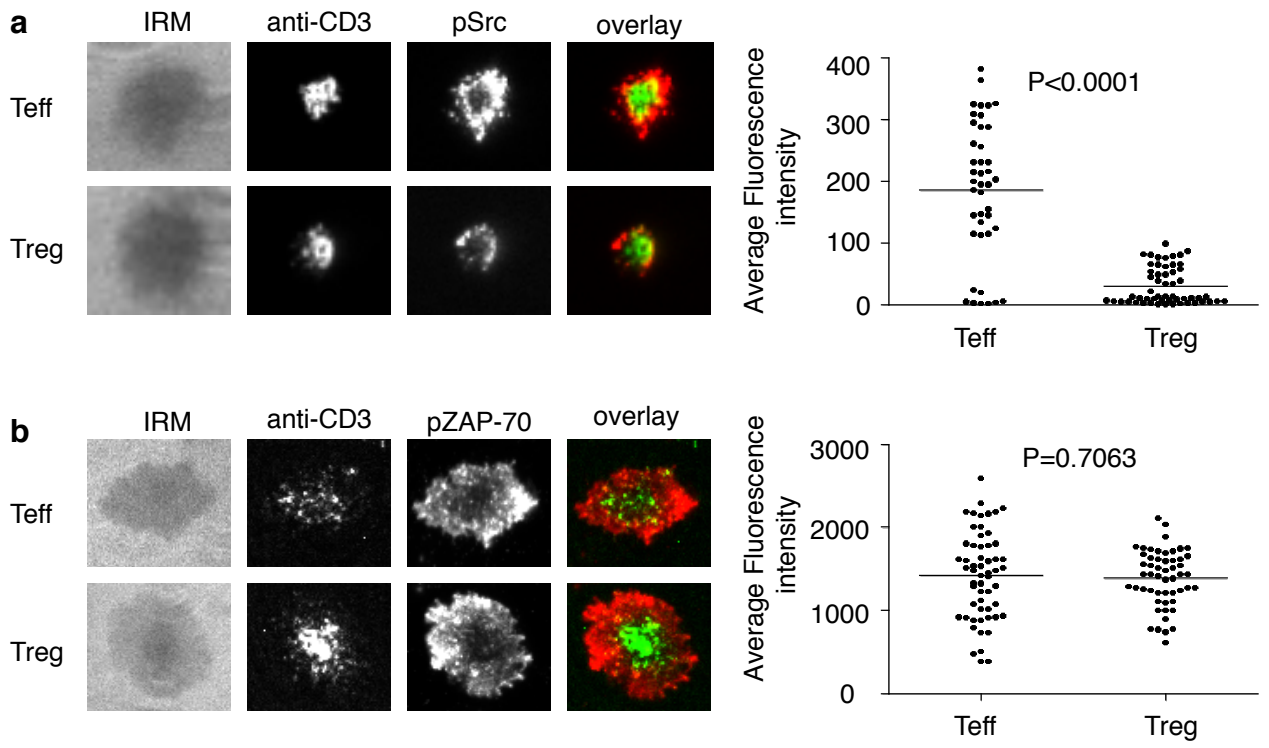 a
IRM anti-CD3 pSrc overlay
Teff
Treg
Average Fluorescence
intensity
400
300
200
100
0
P<0.0001
Teff Treg
b
IRM anti-CD3 pZAP-70 overlay
Teff
Treg
Average Fluorescence
intensity
3000
2000
1000
0
P=0.7063
Teff Treg